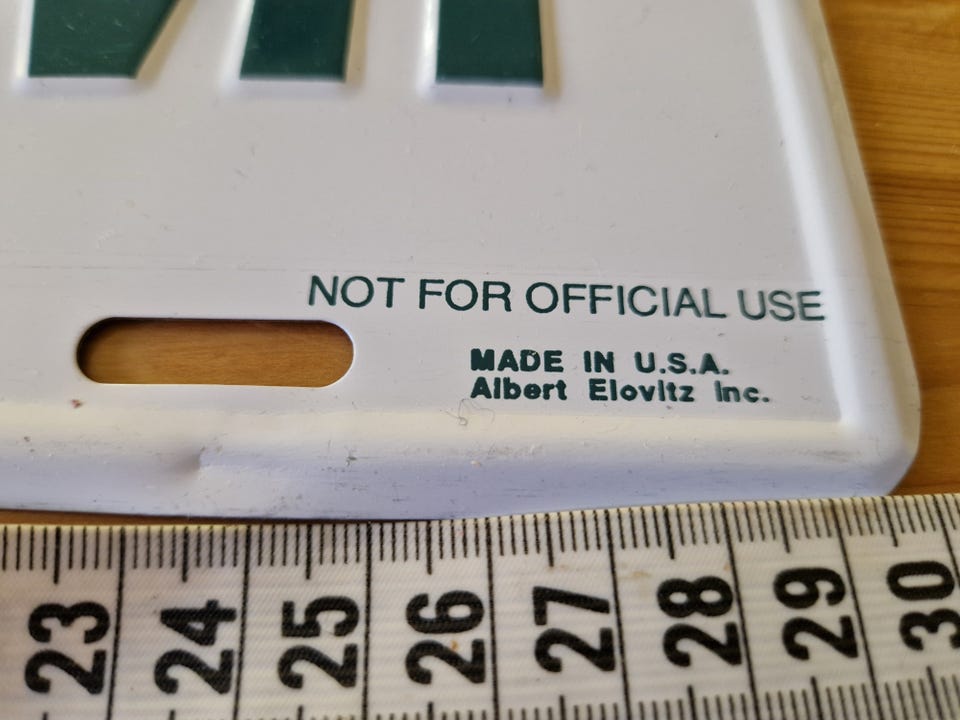 NOT FOR OFFICIAL USE
MADE IN U.S.A.
Albert Elovitz Inc.
23 24 25 26 27 28 29 30